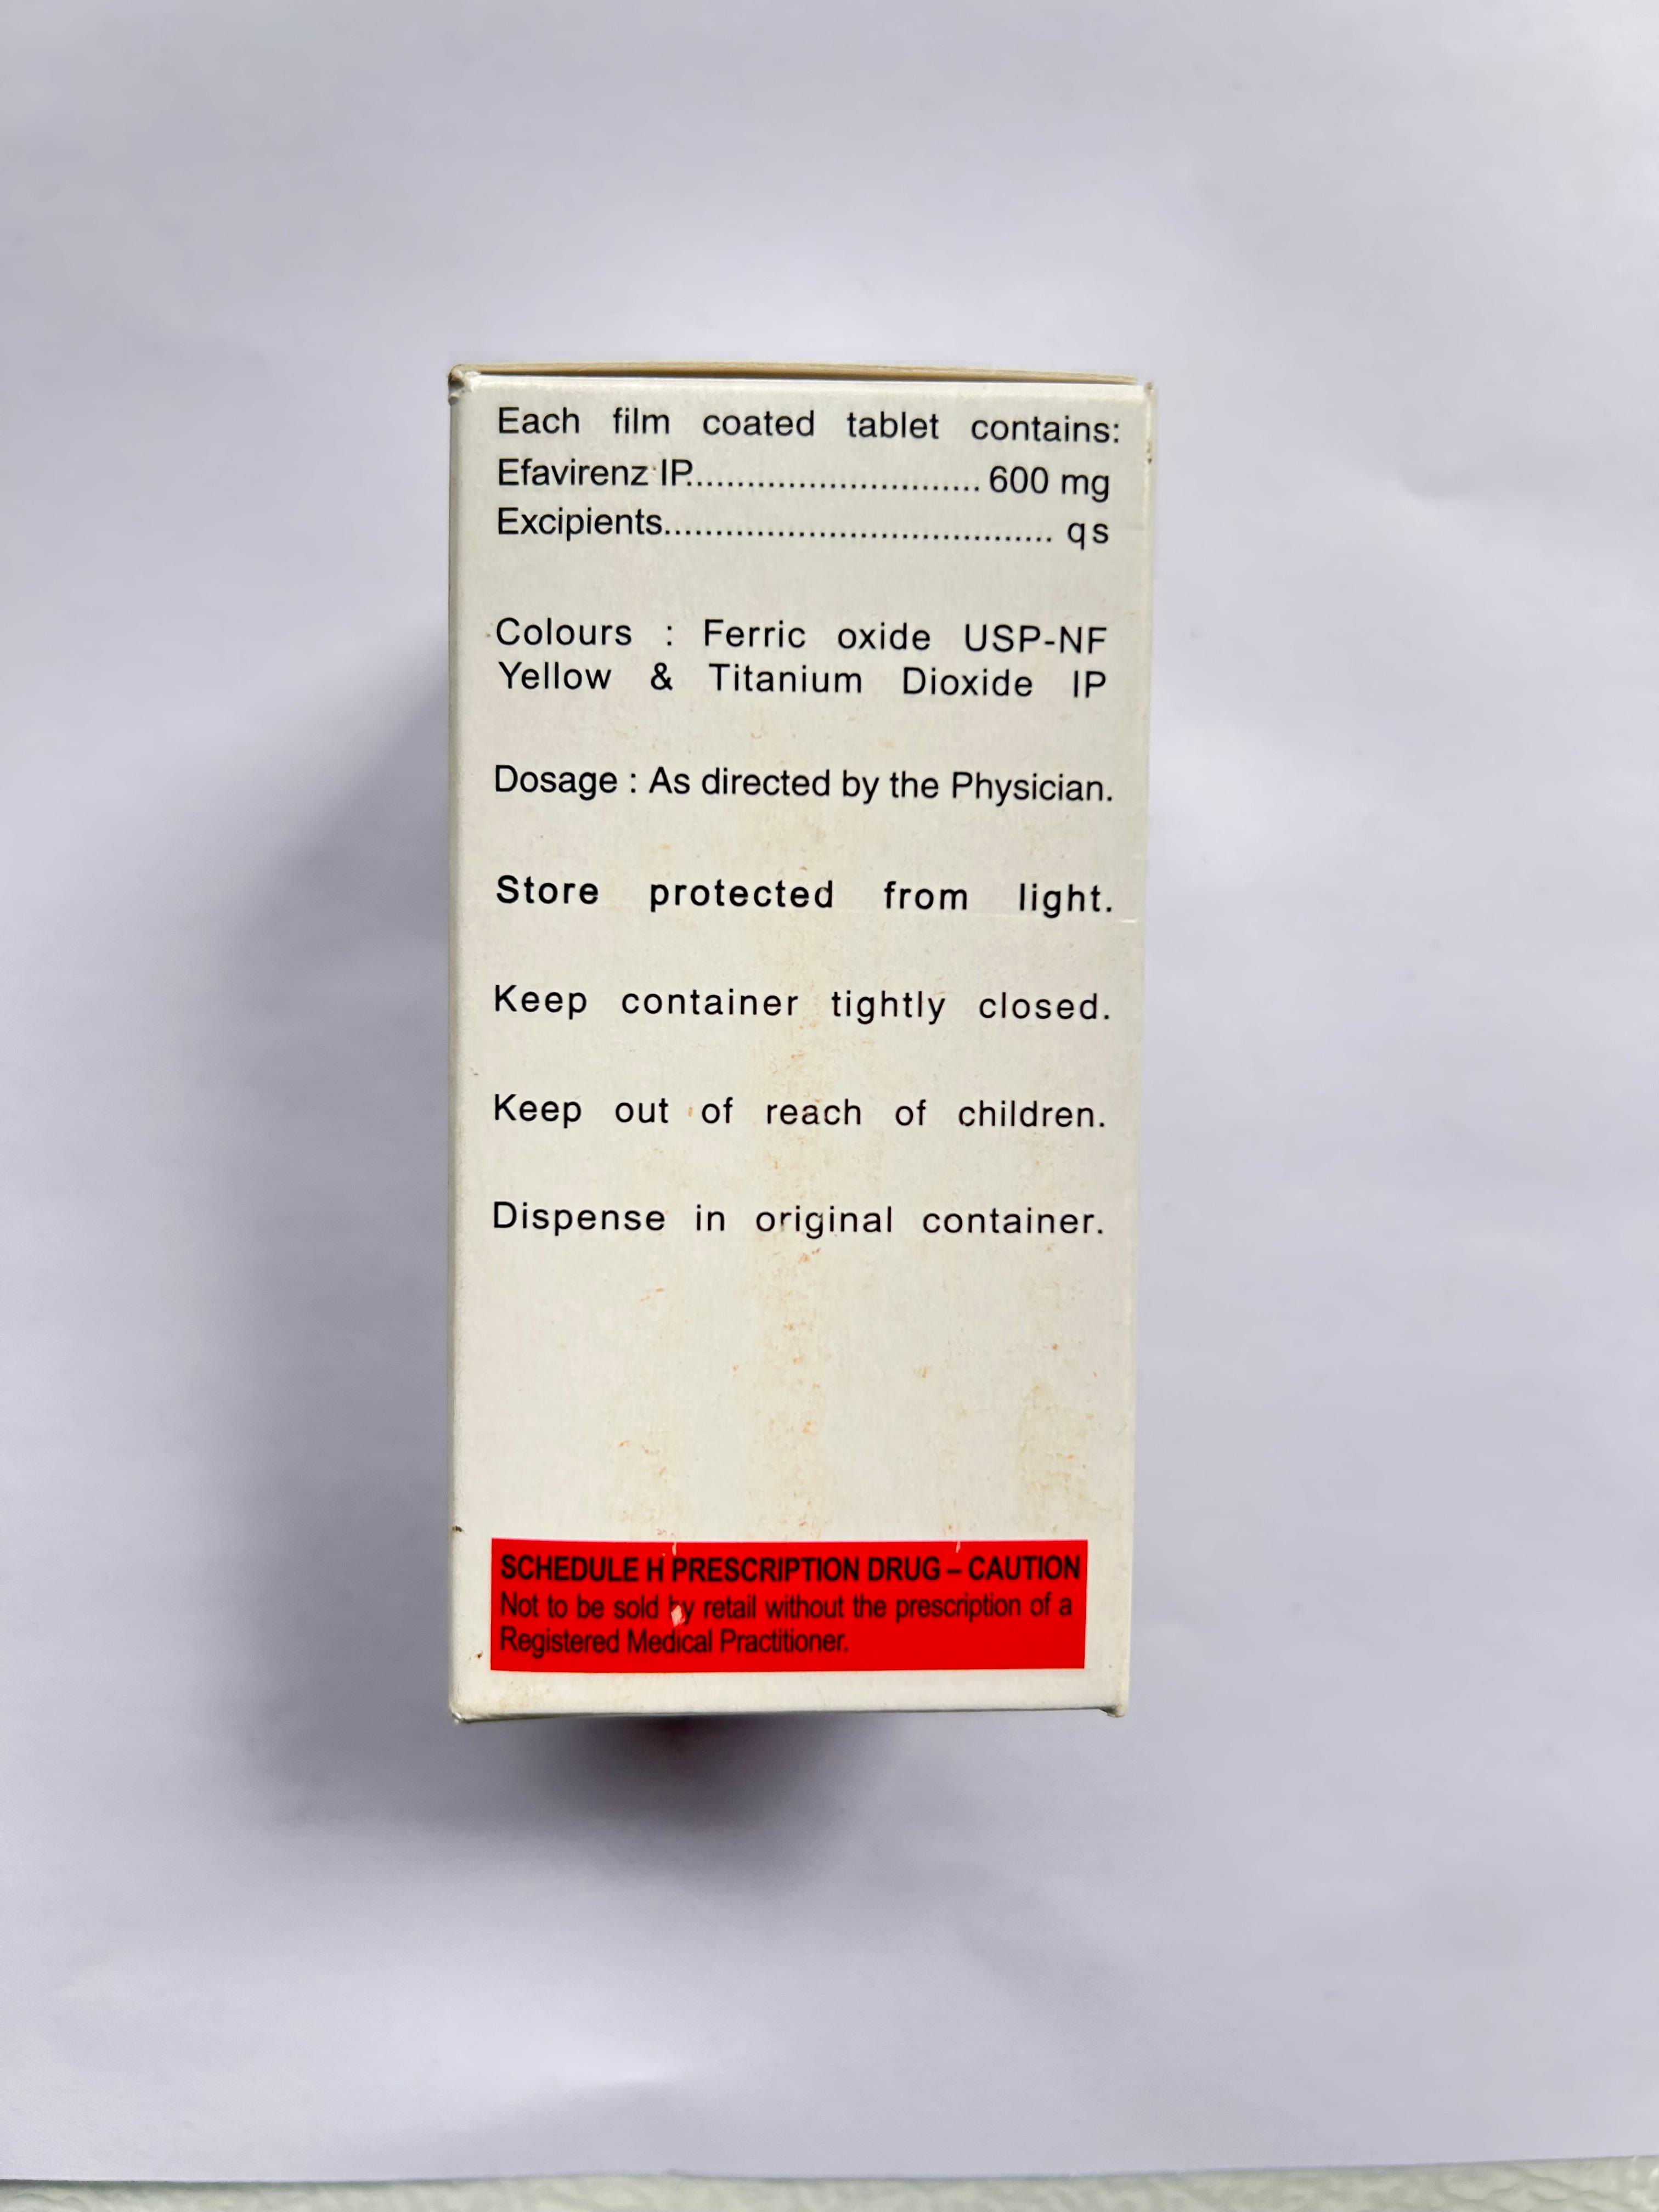 Each film coated tablet contains:
Efavirenz IP............................ 600 mg
Excipients...................................... qs
Colours : Ferric oxide USP-NF
Yellow & Titanium Dioxide IP
Dosage : As directed by the Physician.
Store protected from light.
Keep container tightly closed.
Keep out of reach of children.
Dispense in original container.
SCHEDULE H PRESCRIPTION DRUG – CAUTION
Not to be sold by retail without the prescription of a
Registered Medical Practitioner.